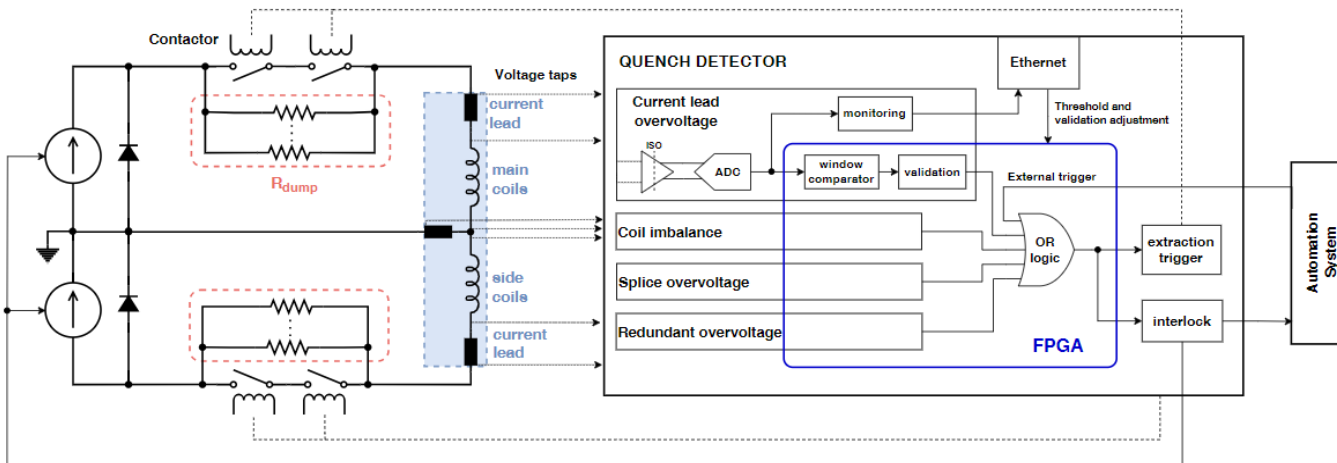 Contactor
R_dump
Voltage taps
current
lead
main
coils
side
coils
current
lead
QUENCH DETECTOR
Ethernet
Current lead
overvoltage
monitoring
Threshold and
validation adjustment
ISO
ADC
window
comparator
validation
External trigger
Coil imbalance
Splice overvoltage
Redundant overvoltage
OR
logic
FPGA
extraction
trigger
interlock
Automation
System